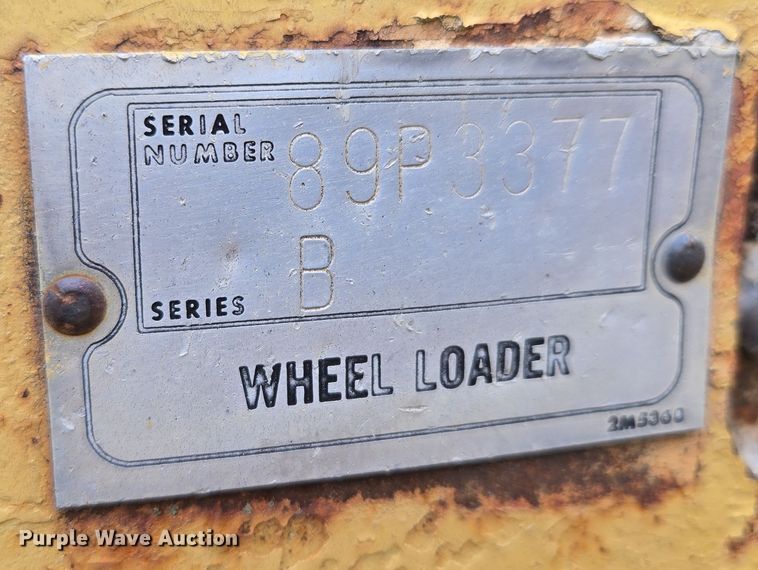 SERIAL NUMBER 89P3377
SERIES B
WHEEL LOADER
2M5360
Purple Wave Auction